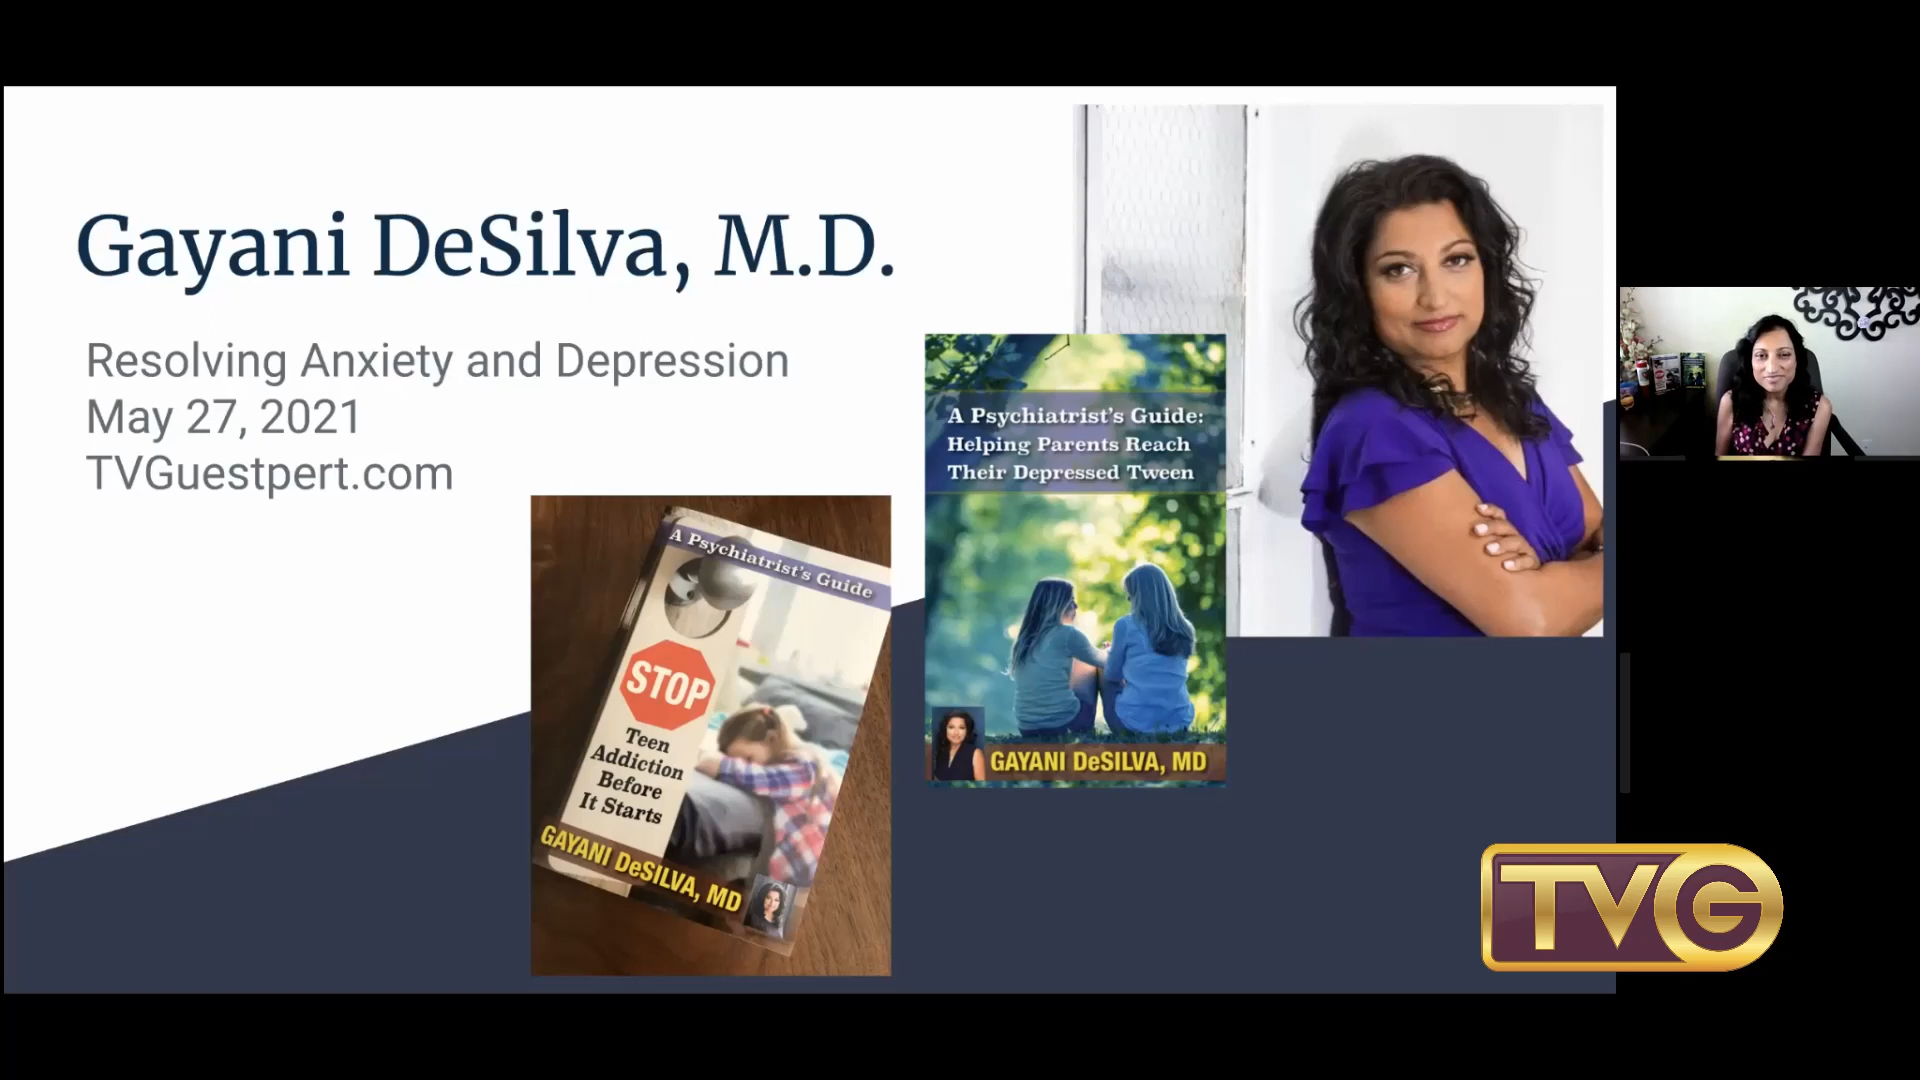 Gayani DeSilva, M.D.
Resolving Anxiety and Depression
May 27, 2021
TVGuestpert.com
A Psychiatrist's Guide
STOP
Teen
Addiction
Before
It Starts
GAYANI DeSILVA, MD
A Psychiatrist's Guide:
Helping Parents Reach
Their Depressed Tween
GAYANI DeSILVA, MD
TVG